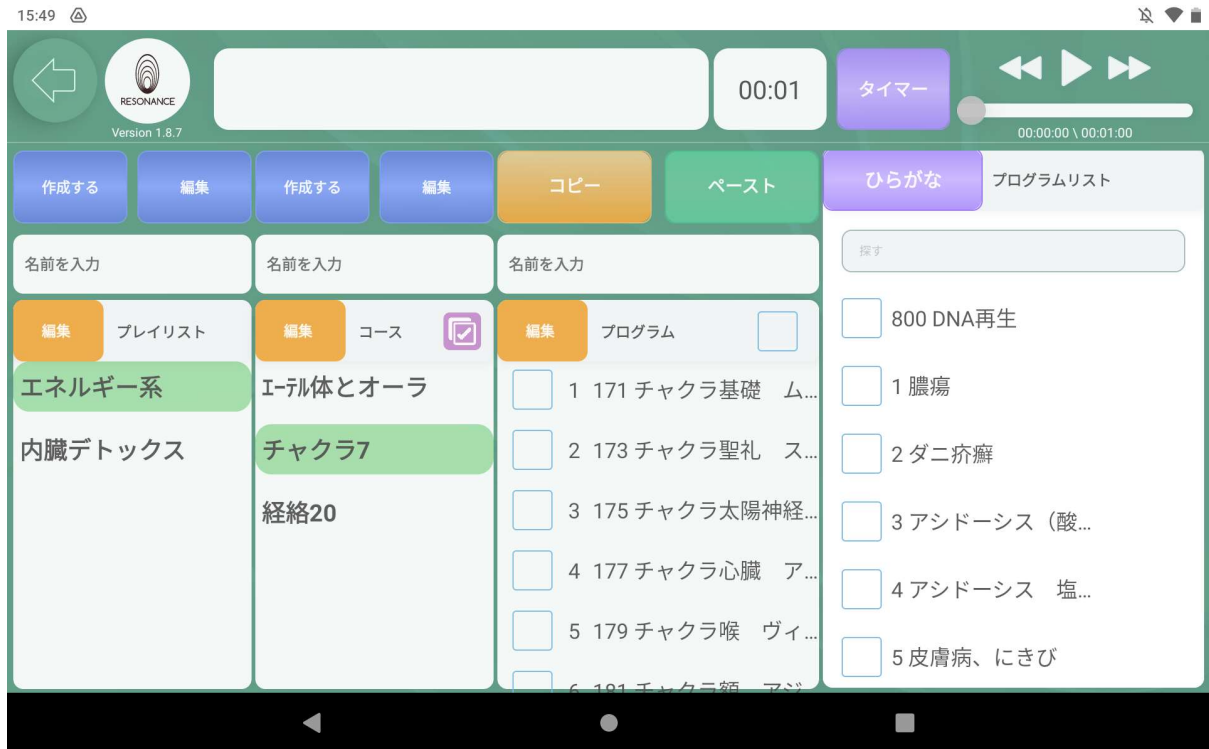 15:49
RESONANCE
Version 1.8.7
00:01
タイマー
00:00:00 \ 00:01:00
作成する
編集
作成する
編集
コピー
ペースト
ひらがな
プログラムリスト
名前を入力
名前を入力
名前を入力
探す
編集
プレイリスト
編集
コース
編集
プログラム
エネルギー系
内臓デトックス
ｴｰﾃﾙ体とオーラ
チャクラ7
経絡20
1 171 チャクラ基礎　ム...
2 173 チャクラ聖礼　ス...
3 175 チャクラ太陽神経...
4 177 チャクラ心臓　ア...
5 179 チャクラ喉　ヴィ...
6 181 チャクラ額　アジ...
800 DNA再生
1 膿瘍
2 ダニ疥癬
3 アシドーシス（酸...
4 アシドーシス　塩...
5 皮膚病、にきび